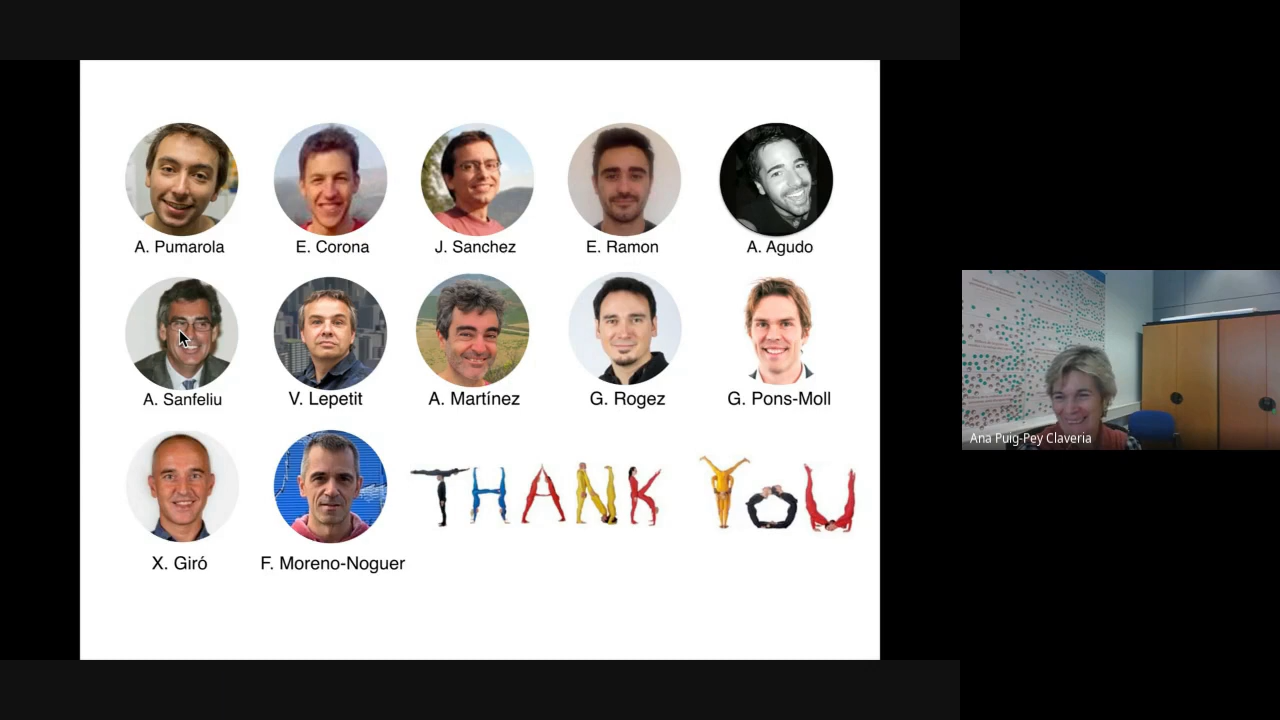 A. Pumarola
E. Corona
J. Sanchez
E. Ramon
A. Agudo
A. Sanfeliu
V. Lepetit
A. Martínez
G. Rogez
G. Pons-Moll
X. Giró
F. Moreno-Noguer
THANK YOU
Ana Puig-Pey Claveria